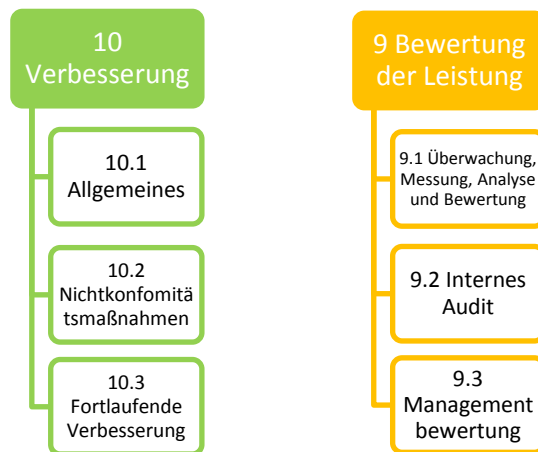 10
Verbesserung
10.1
Allgemeines
10.2
Nichtkonfomitä
tsmaßnahmen
10.3
Fortlaufende
Verbesserung
9 Bewertung
der Leistung
9.1 Überwachung,
Messung, Analyse
und Bewertung
9.2 Internes
Audit
9.3
Management
bewertung